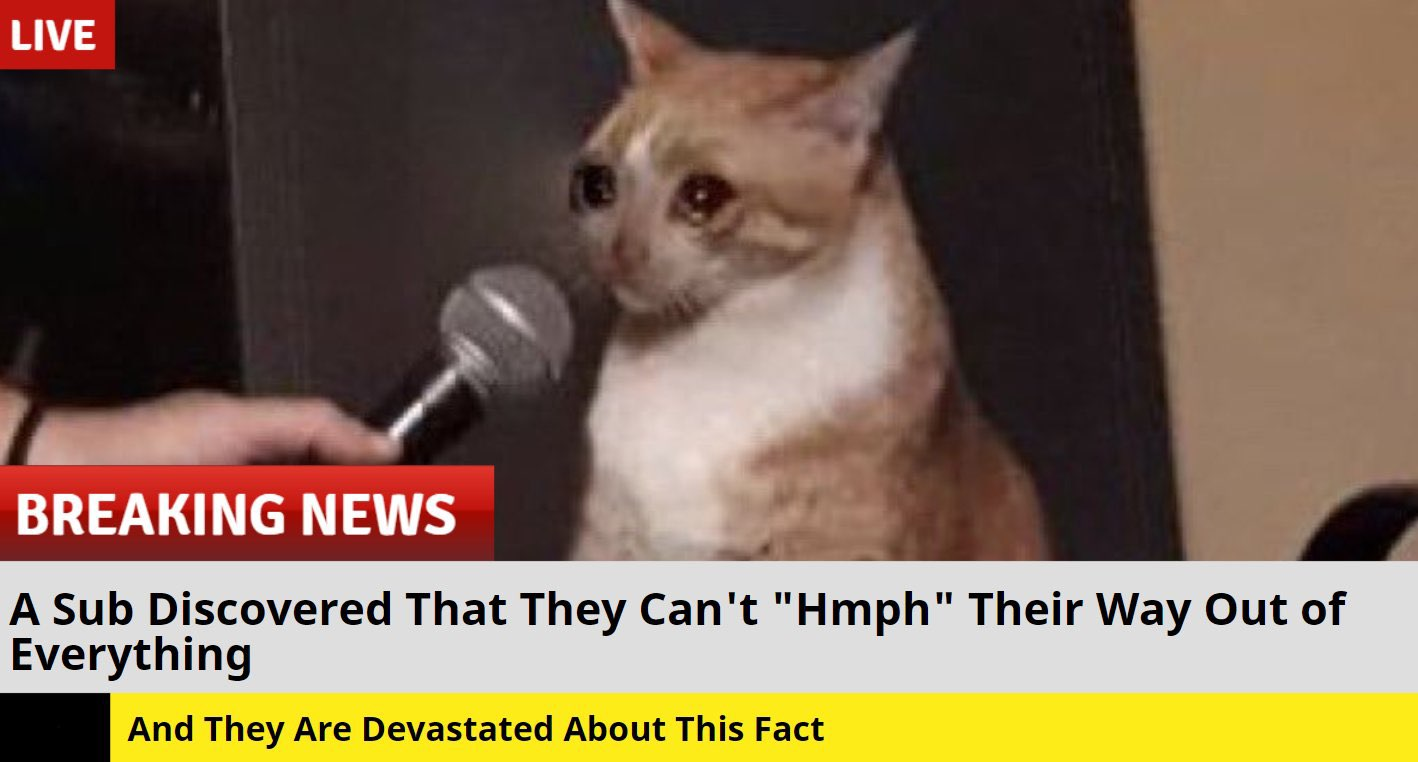 LIVE
BREAKING NEWS
A Sub Discovered That They Can't "Hmph" Their Way Out of
Everything
And They Are Devastated About This Fact